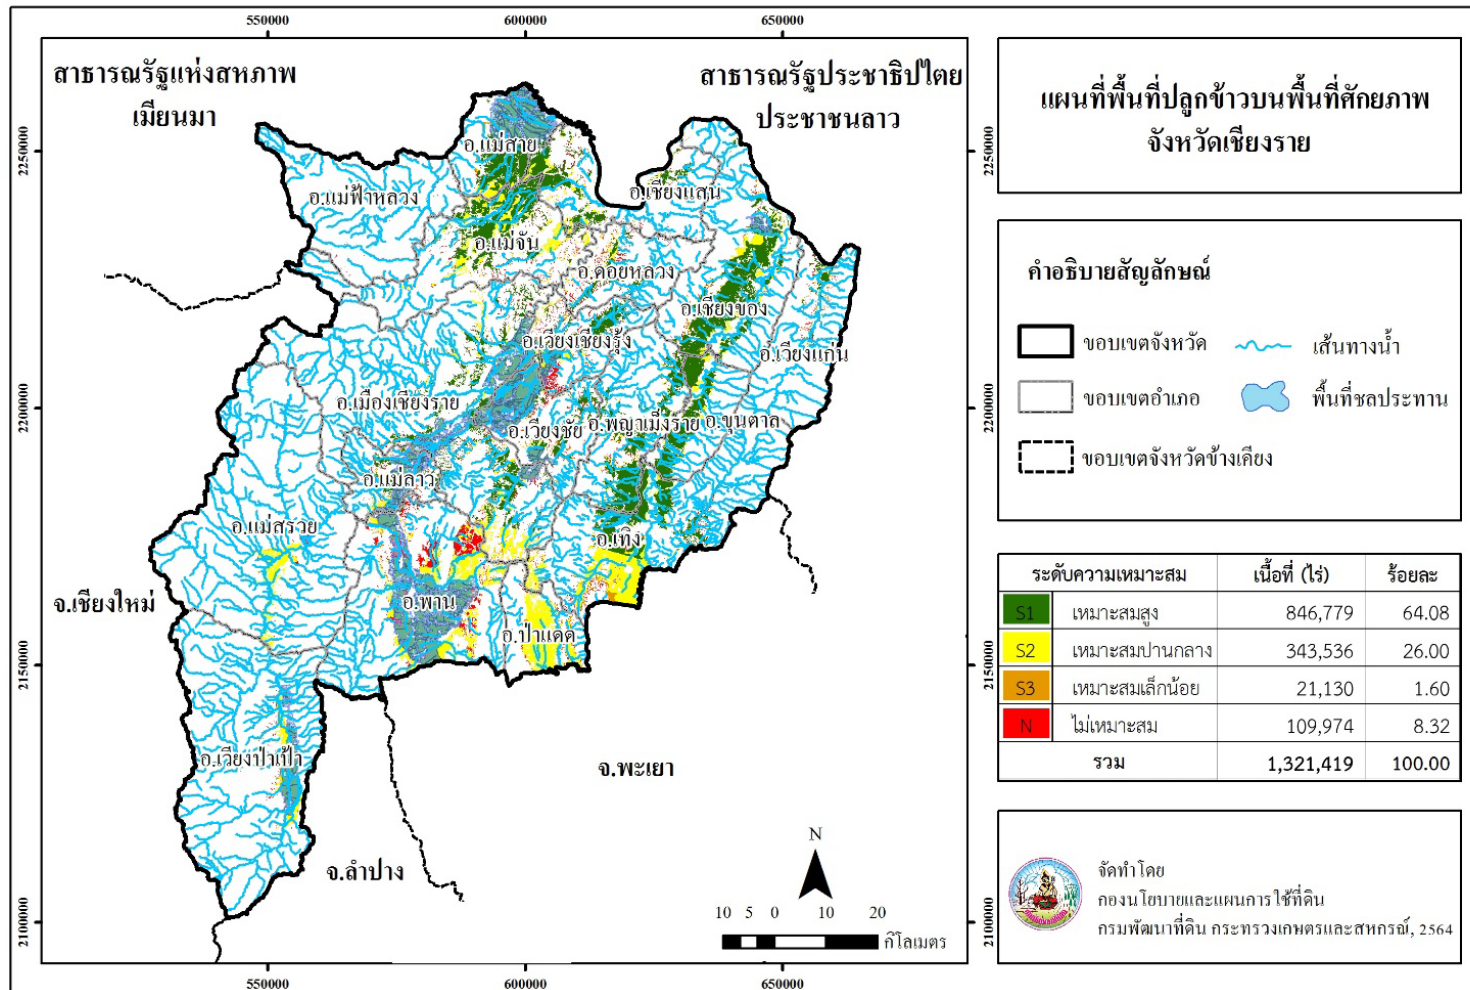 550000 600000 650000
สาธารณรัฐแห่งสหภาพ
เมียนมา
สาธารณรัฐประชาธิปไตย
ประชาชนลาว
2250000
2200000
2150000
2100000
อ.แม่สาย
อ.แม่ฟ้าหลวง
อ.เชียงแสน
อ.แม่จัน
อ.ดอยหลวง
อ.เชียงของ
อ.เวียงเชียงรุ้ง
อ.เวียงแก่น
อ.เมืองเชียงราย
อ.เวียงชัย
อ.พญาเม็งราย
อ.ขุนตาล
อ.แม่ลาว
อ.แม่สรวย
อ.เทิง
จ.เชียงใหม่
อ.พาน
อ.ป่าแดด
อ.เวียงป่าเป้า
จ.พะเยา
จ.ลำปาง
N
10 5 0 10 20
กิโลเมตร
2250000
2200000
2150000
2100000
550000 600000 650000
แผนที่พื้นที่ปลูกข้าวบนพื้นที่ศักยภาพ
จังหวัดเชียงราย
คำอธิบายสัญลักษณ์
ขอบเขตจังหวัด เส้นทางน้ำ
ขอบเขตอำเภอ พื้นที่ชลประทาน
ขอบเขตจังหวัดข้างเคียง
ระดับความเหมาะสม เนื้อที่ (ไร่) ร้อยละ
S1 เหมาะสมสูง 846,779 64.08
S2 เหมาะสมปานกลาง 343,536 26.00
S3 เหมาะสมเล็กน้อย 21,130 1.60
N ไม่เหมาะสม 109,974 8.32
รวม 1,321,419 100.00
จัดทำโดย
กองนโยบายและแผนการใช้ที่ดิน
กรมพัฒนาที่ดิน กระทรวงเกษตรและสหกรณ์, 2564